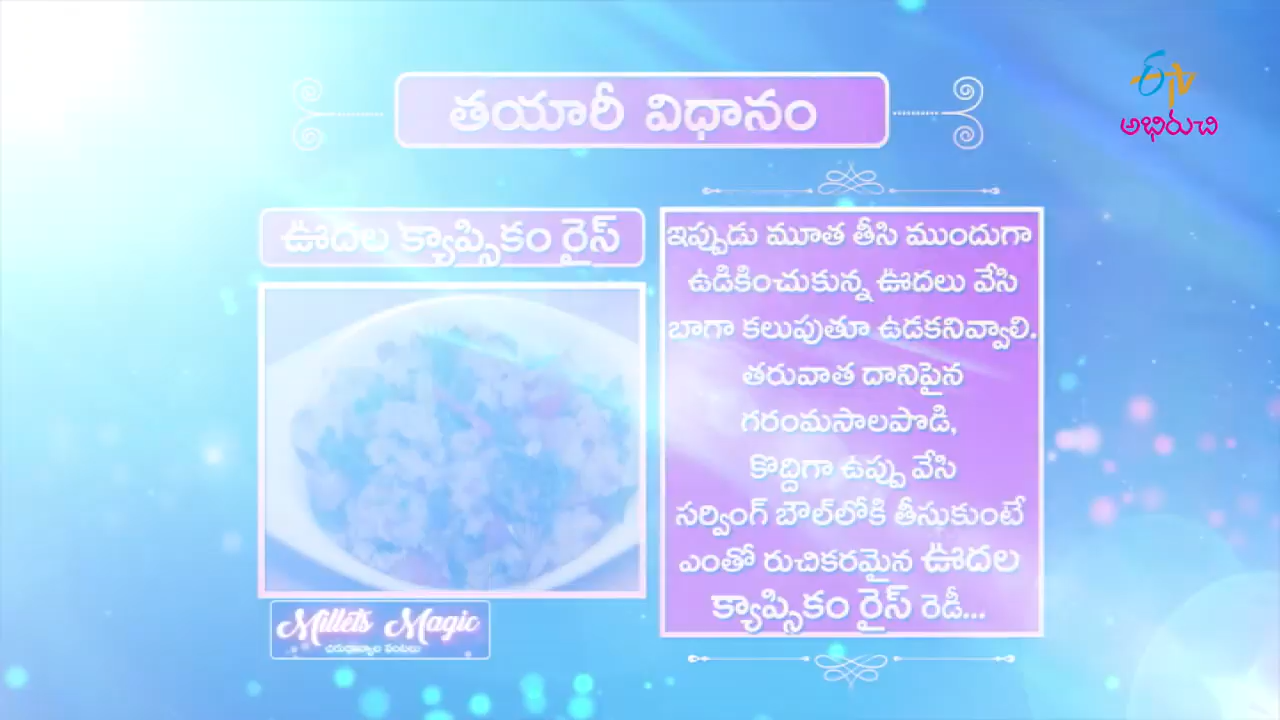 తయారీ విధానం
ETV
అభిరుచి
ఊదల క్యాప్సికం రైస్
ఇప్పుడు మూత తీసి ముందుగా
ఉడికించుకున్న ఊదలు వేసి
బాగా కలుపుతూ ఉడకనివ్వాలి.
తరువాత దానిపైన
గరంమసాలపొడి,
కొద్దిగా ఉప్పు వేసి
సర్వింగ్ బౌల్‌లోకి తీసుకుంటే
ఎంతో రుచికరమైన ఊదల
క్యాప్సికం రైస్ రెడీ...
Millets Magic
చిరుధాన్యాల వంటలు